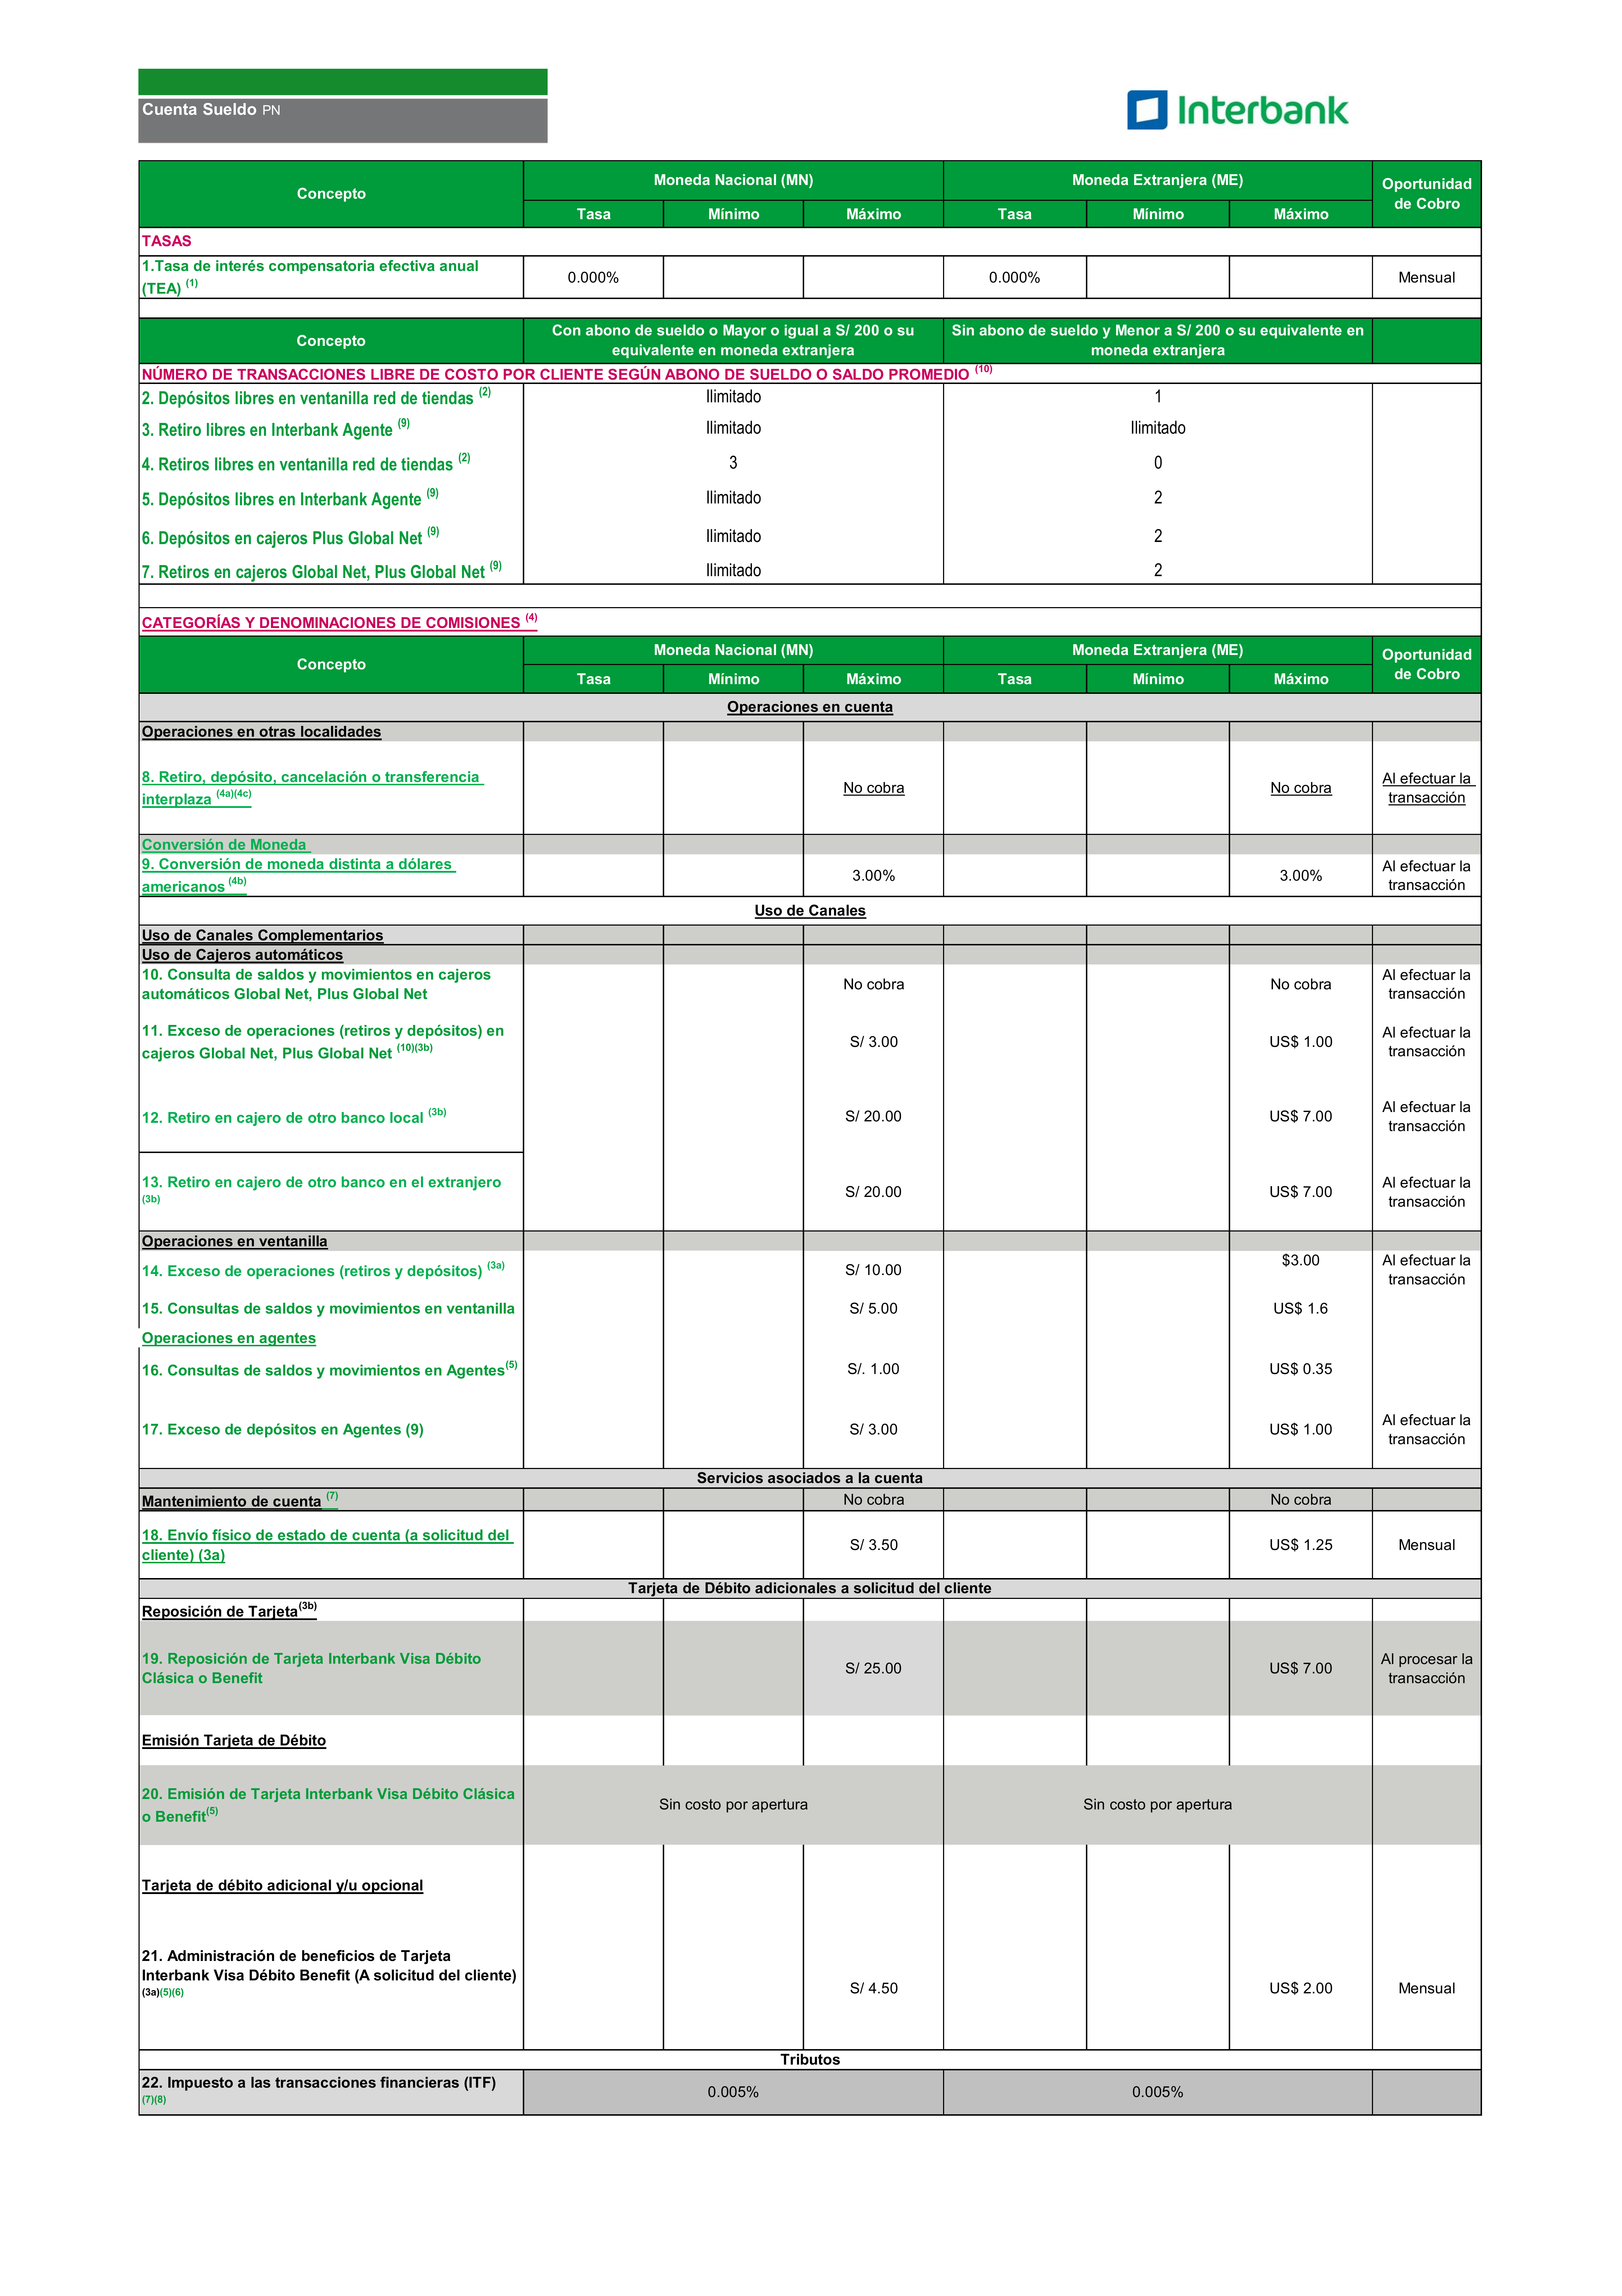 Cuenta Sueldo PN
Interbank
Concepto
Moneda Nacional (MN)
Moneda Extranjera (ME)
Oportunidad
de Cobro
Tasa
Mínimo
Máximo
Tasa
Mínimo
Máximo
TASAS
1.Tasa de interés compensatoria efectiva anual
(TEA) (1)
0.000%
0.000%
Mensual
Concepto
Con abono de sueldo o Mayor o igual a S/ 200 o su
equivalente en moneda extranjera
Sin abono de sueldo y Menor a S/ 200 o su equivalente en
moneda extranjera
NÚMERO DE TRANSACCIONES LIBRE DE COSTO POR CLIENTE SEGÚN ABONO DE SUELDO O SALDO PROMEDIO (10)
2. Depósitos libres en ventanilla red de tiendas (2)
Ilimitado
1
3. Retiro libres en Interbank Agente (9)
Ilimitado
Ilimitado
4. Retiros libres en ventanilla red de tiendas (2)
3
0
5. Depósitos libres en Interbank Agente (9)
Ilimitado
2
6. Depósitos en cajeros Plus Global Net (9)
Ilimitado
2
7. Retiros en cajeros Global Net, Plus Global Net (9)
Ilimitado
2
CATEGORÍAS Y DENOMINACIONES DE COMISIONES (4)
Concepto
Moneda Nacional (MN)
Moneda Extranjera (ME)
Oportunidad
de Cobro
Tasa
Mínimo
Máximo
Tasa
Mínimo
Máximo
Operaciones en cuenta
Operaciones en otras localidades
8. Retiro, depósito, cancelación o transferencia
interplaza (4a)(4c)
No cobra
No cobra
Al efectuar la
transacción
Conversión de Moneda
9. Conversión de moneda distinta a dólares
americanos (4b)
3.00%
3.00%
Al efectuar la
transacción
Uso de Canales
Uso de Canales Complementarios
Uso de Cajeros automáticos
10. Consulta de saldos y movimientos en cajeros
automáticos Global Net, Plus Global Net
No cobra
No cobra
Al efectuar la
transacción
11. Exceso de operaciones (retiros y depósitos) en
cajeros Global Net, Plus Global Net (10)(3b)
S/ 3.00
US$ 1.00
Al efectuar la
transacción
12. Retiro en cajero de otro banco local (3b)
S/ 20.00
US$ 7.00
Al efectuar la
transacción
13. Retiro en cajero de otro banco en el extranjero
(3b)
S/ 20.00
US$ 7.00
Al efectuar la
transacción
Operaciones en ventanilla
14. Exceso de operaciones (retiros y depósitos) (3a)
S/ 10.00
$3.00
Al efectuar la
transacción
15. Consultas de saldos y movimientos en ventanilla
S/ 5.00
US$ 1.6
Operaciones en agentes
16. Consultas de saldos y movimientos en Agentes(5)
S/. 1.00
US$ 0.35
17. Exceso de depósitos en Agentes (9)
S/ 3.00
US$ 1.00
Al efectuar la
transacción
Servicios asociados a la cuenta
Mantenimiento de cuenta (7)
No cobra
No cobra
18. Envío físico de estado de cuenta (a solicitud del
cliente) (3a)
S/ 3.50
US$ 1.25
Mensual
Tarjeta de Débito adicionales a solicitud del cliente
Reposición de Tarjeta(3b)
19. Reposición de Tarjeta Interbank Visa Débito
Clásica o Benefit
S/ 25.00
US$ 7.00
Al procesar la
transacción
Emisión Tarjeta de Débito
20. Emisión de Tarjeta Interbank Visa Débito Clásica
o Benefit(5)
Sin costo por apertura
Sin costo por apertura
Tarjeta de débito adicional y/u opcional
21. Administración de beneficios de Tarjeta
Interbank Visa Débito Benefit (A solicitud del cliente)
(3a)(5)(6)
S/ 4.50
US$ 2.00
Mensual
Tributos
22. Impuesto a las transacciones financieras (ITF)
(7)(8)
0.005%
0.005%